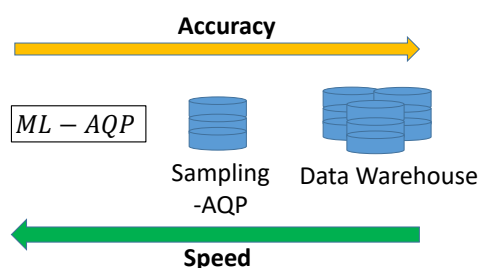 Accuracy
ML − AQP
Sampling
-AQP
Data Warehouse
Speed